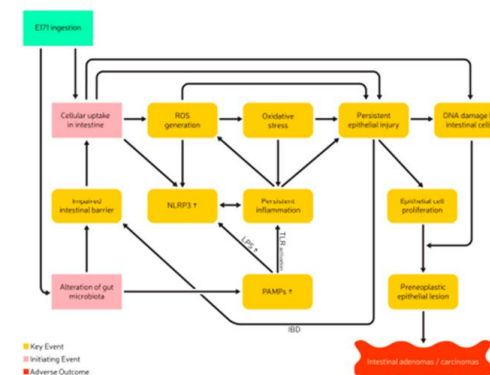 E171 ingestion
Cellular uptake
in intestine
ROS
generation
Oxidative
stress
Persistent
epithelial injury
DNA damage
intestinal cel
Impaired
intestinal barrier
NLRP3 ↑
Persistent
inflammation
Epithelial cell
proliferation
LPS ↑
TLR activation
Alteration of gut
microbiota
PAMPs ↑
Preneoplastic
epithelial lesion
IBD
Key Event
Initiating Event
Adverse Outcome
Intestinal adenomas / carcinomas